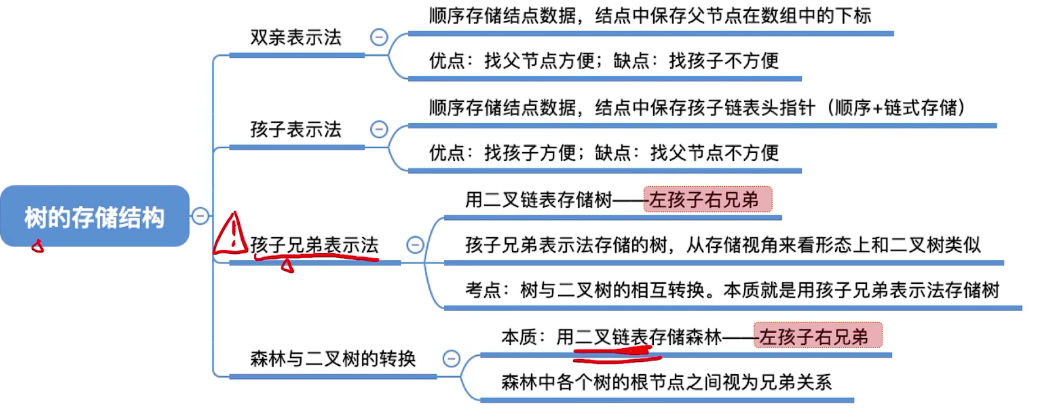 树的存储结构
双亲表示法
顺序存储结点数据，结点中保存父节点在数组中的下标
优点：找父节点方便；缺点：找孩子不方便
孩子表示法
顺序存储结点数据，结点中保存孩子链表头指针（顺序+链式存储）
优点：找孩子方便；缺点：找父节点不方便
孩子兄弟表示法
用二叉链表存储树——左孩子右兄弟
孩子兄弟表示法存储的树，从存储视角来看形态上和二叉树类似
考点：树与二叉树的相互转换。本质就是用孩子兄弟表示法存储树
森林与二叉树的转换
本质：用二叉链表存储森林——左孩子右兄弟
森林中各个树的根节点之间视为兄弟关系